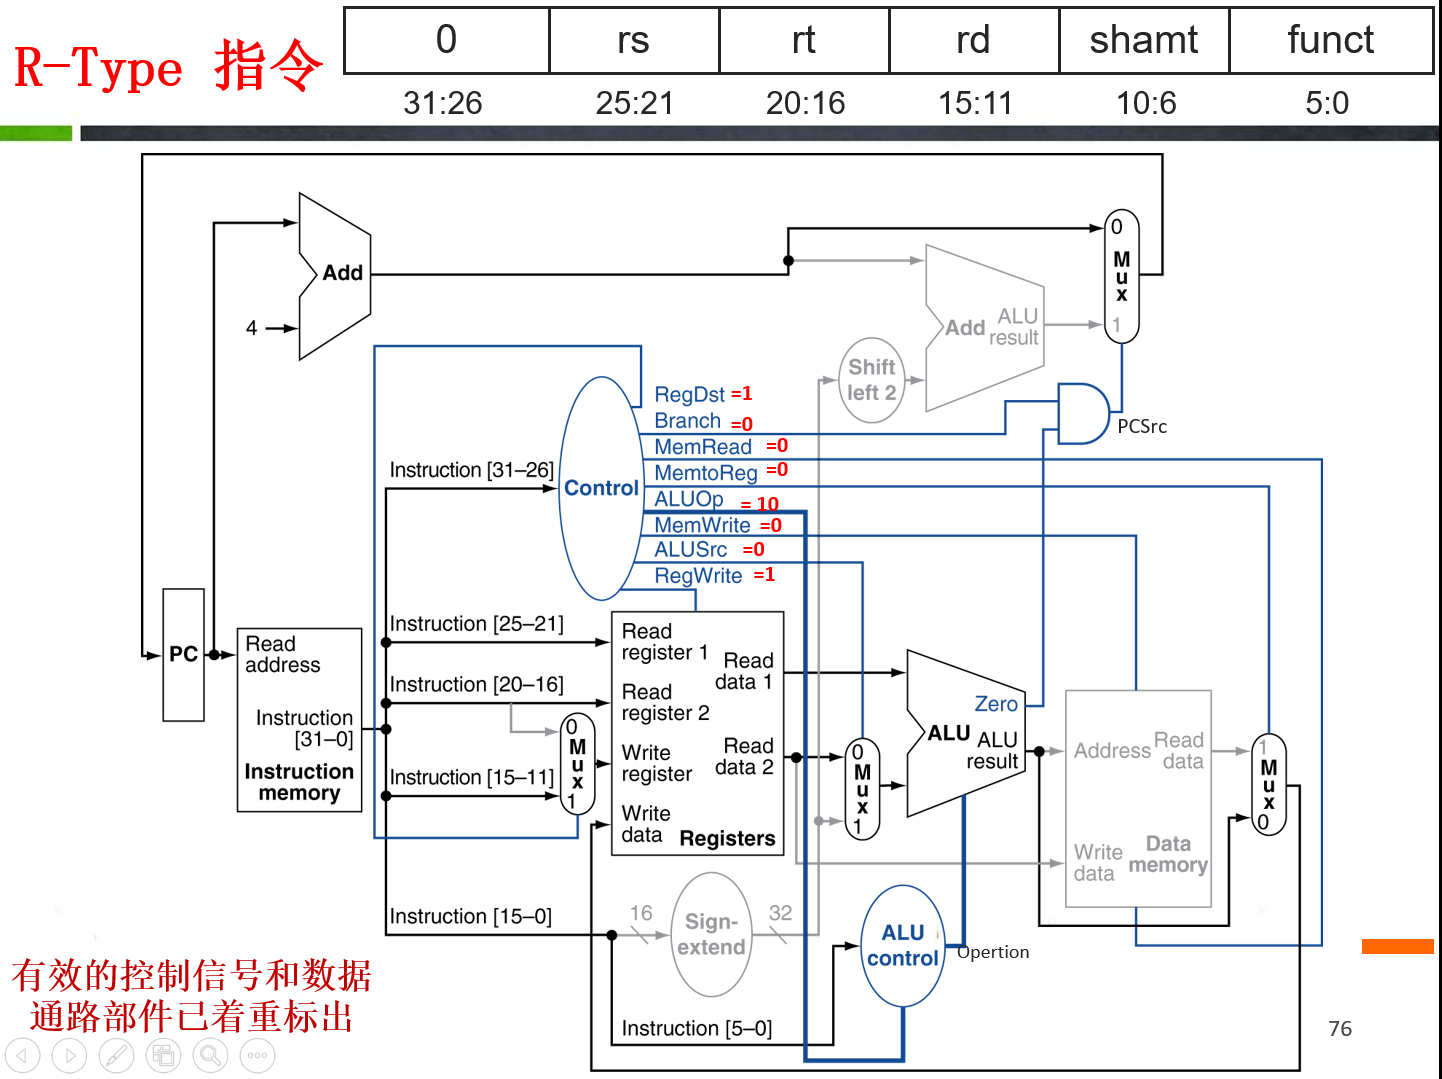 R-Type 指令
0 rs rt rd shamt funct
31:26 25:21 20:16 15:11 10:6 5:0
0
Mux
1
Add
4
Add
ALU
result
Shift
left 2
PCSrc
RegDst =1
Branch =0
MemRead =0
MemtoReg =0
ALUOp = 10
MemWrite =0
ALUSrc =0
RegWrite =1
Instruction [31–26]
Control
PC
Read
address
Instruction
[31–0]
Instruction
memory
Instruction [25–21]
Instruction [20–16]
Instruction [15–11]
0
Mux
1
Read
register 1
Read
register 2
Write
register
Write
data
Read
data 1
Read
data 2
Registers
0
Mux
1
Zero
ALU
ALU
result
Address
Read
data
Write
data
Data
memory
1
Mux
0
Instruction [15–0]
16
Sign-
extend
32
ALU
control
Opertion
Instruction [5–0]
有效的控制信号和数据
通路部件已着重标出
76